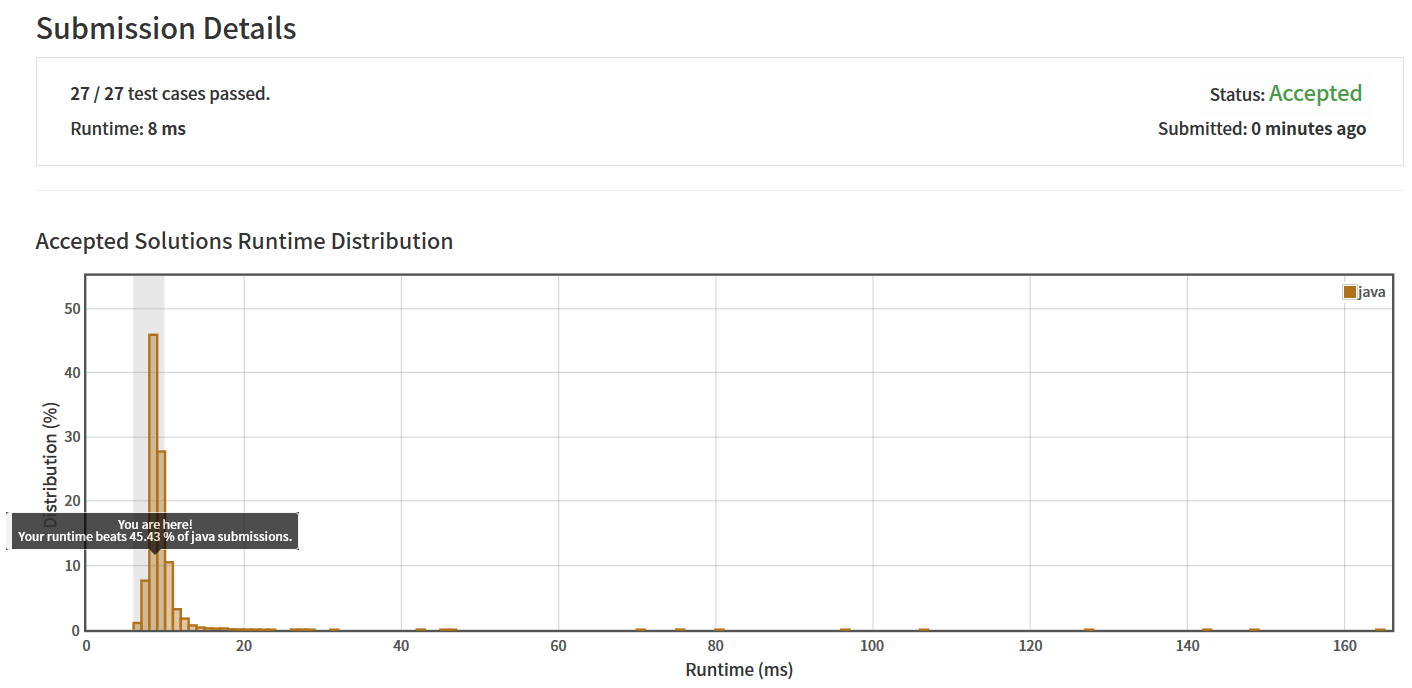 Submission Details
27 / 27 test cases passed.
Status: Accepted
Runtime: 8 ms
Submitted: 0 minutes ago
Accepted Solutions Runtime Distribution
java
50
40
30
20
10
0
Distribution (%)
You are here!
Your runtime beats 45.43 % of java submissions.
0 20 40 60 80 100 120 140 160
Runtime (ms)